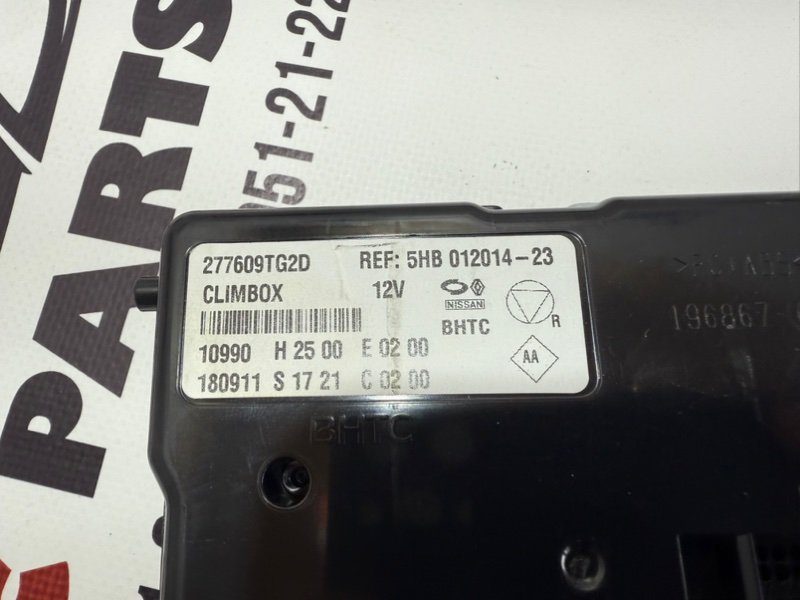 PARTS
951-21-22
277609TG2D REF: 5HB 012014-23
CLIMBOX 12V
NISSAN
BHTC
R
10990 H 25 00 E 02 00
AA
180911 S 17 21 C 02 00
BHTC
196867